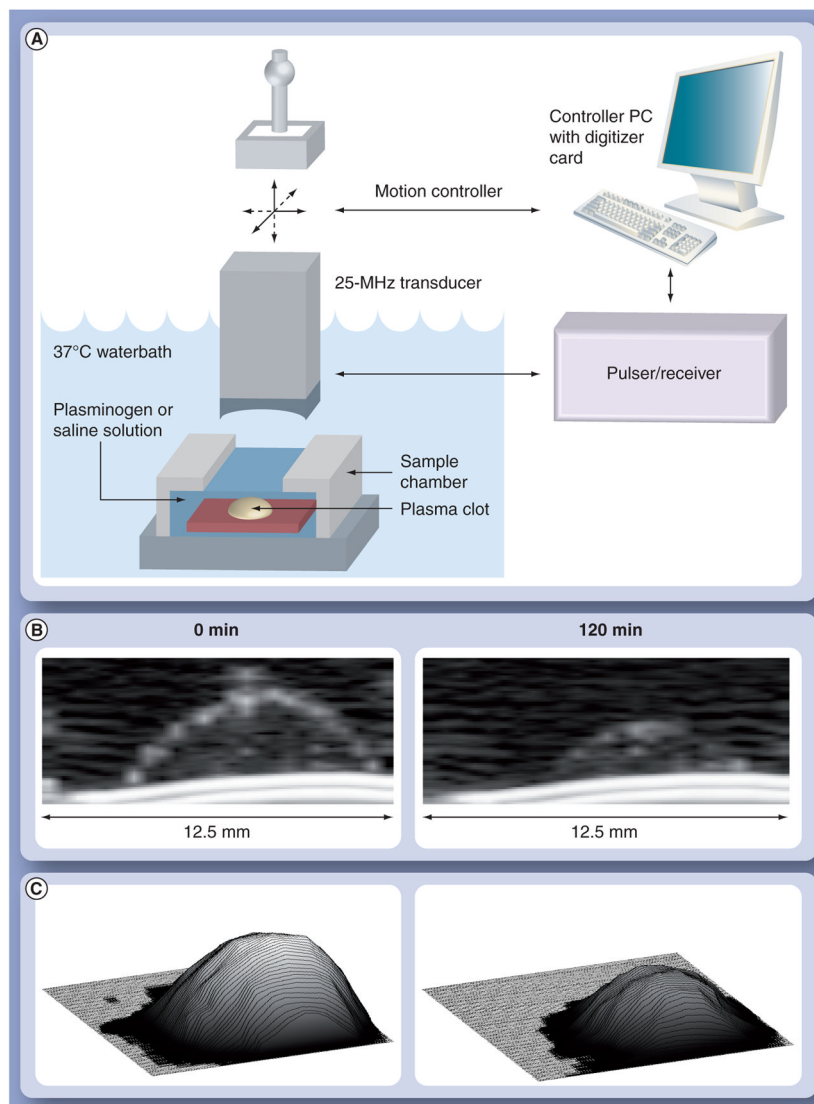 A
Controller PC
with digitizer
card
Motion controller
25-MHz transducer
37°C waterbath
Pulser/receiver
Plasminogen or
saline solution
Sample
chamber
Plasma clot
B
0 min
120 min
12.5 mm
12.5 mm
C